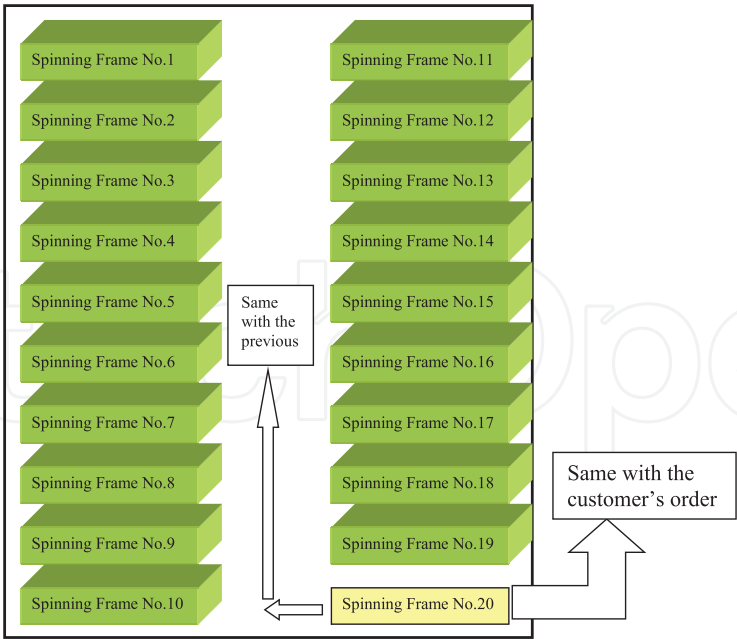 Spinning Frame No.1
Spinning Frame No.2
Spinning Frame No.3
Spinning Frame No.4
Spinning Frame No.5
Spinning Frame No.6
Spinning Frame No.7
Spinning Frame No.8
Spinning Frame No.9
Spinning Frame No.10
Same
with the
previous
Spinning Frame No.11
Spinning Frame No.12
Spinning Frame No.13
Spinning Frame No.14
Spinning Frame No.15
Spinning Frame No.16
Spinning Frame No.17
Spinning Frame No.18
Spinning Frame No.19
Spinning Frame No.20
Same with the
customer’s order